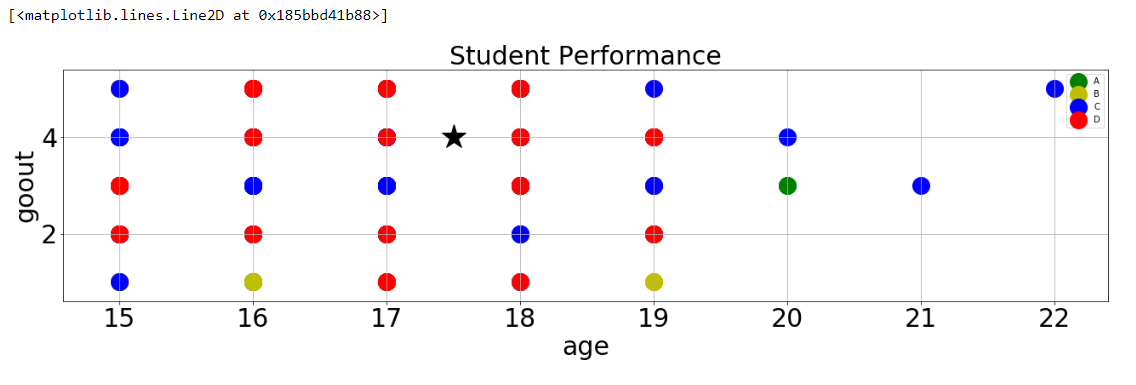 [<matplotlib.lines.Line2D at 0x185bbd41b88>]
Student Performance
A
B
C
D
4
2
goout
15 16 17 18 19 20 21 22
age